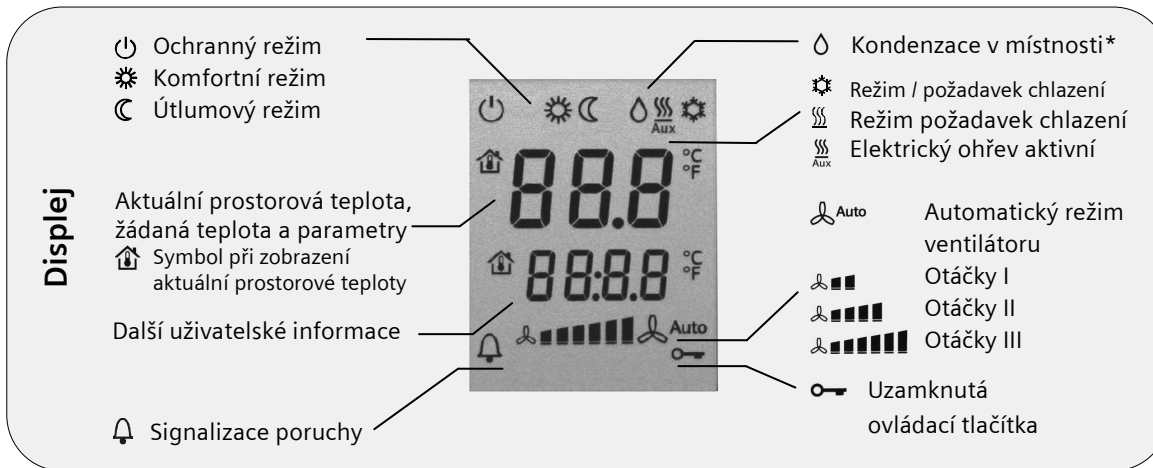 Displej
Ochranný režim
Komfortní režim
Útlumový režim
Aktuální prostorová teplota,
žádaná teplota a parametry
Symbol při zobrazení
aktuální prostorové teploty
Další uživatelské informace
Signalizace poruchy
Aux
88.8
°C
°F
88:8.8
°C
°F
Auto
Kondenzace v místnosti*
Režim / požadavek chlazení
Režim požadavek chlazení
Aux
Elektrický ohřev aktivní
Auto
Automatický režim
ventilátoru
Otáčky I
Otáčky II
Otáčky III
Uzamknutá
ovládací tlačítka